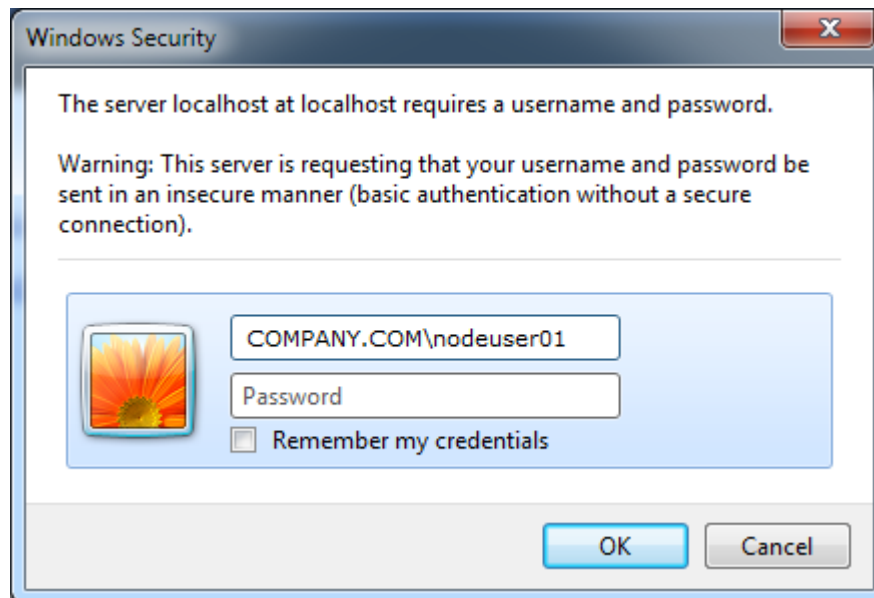 Windows Security
The server localhost at localhost requires a username and password.
Warning: This server is requesting that your username and password be
sent in an insecure manner (basic authentication without a secure
connection).
COMPANY.COM\nodeuser01
Password
Remember my credentials
OK
Cancel